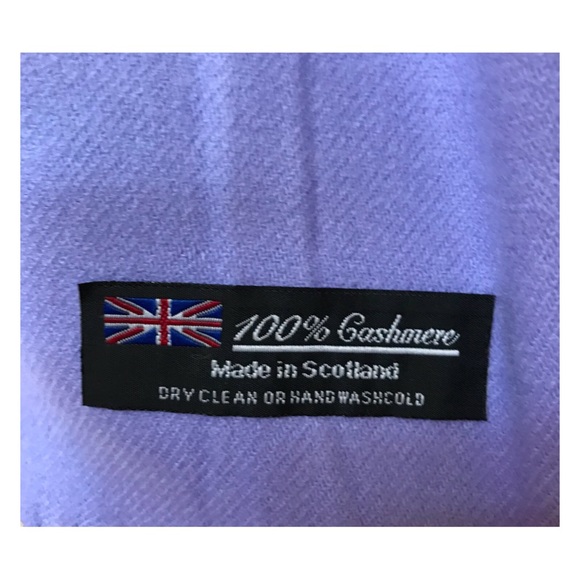 100% Cashmere
Made in Scotland
DRY CLEAN OR HAND WASH COLD